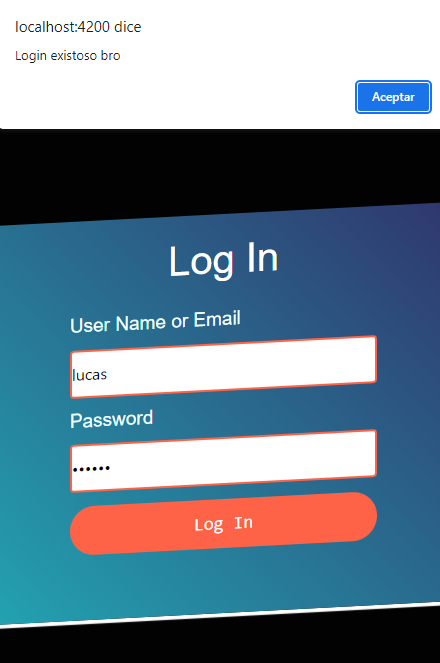 localhost:4200 dice
Login existoso bro
Aceptar
Log In
User Name or Email
lucas
Password
••••••
Log In